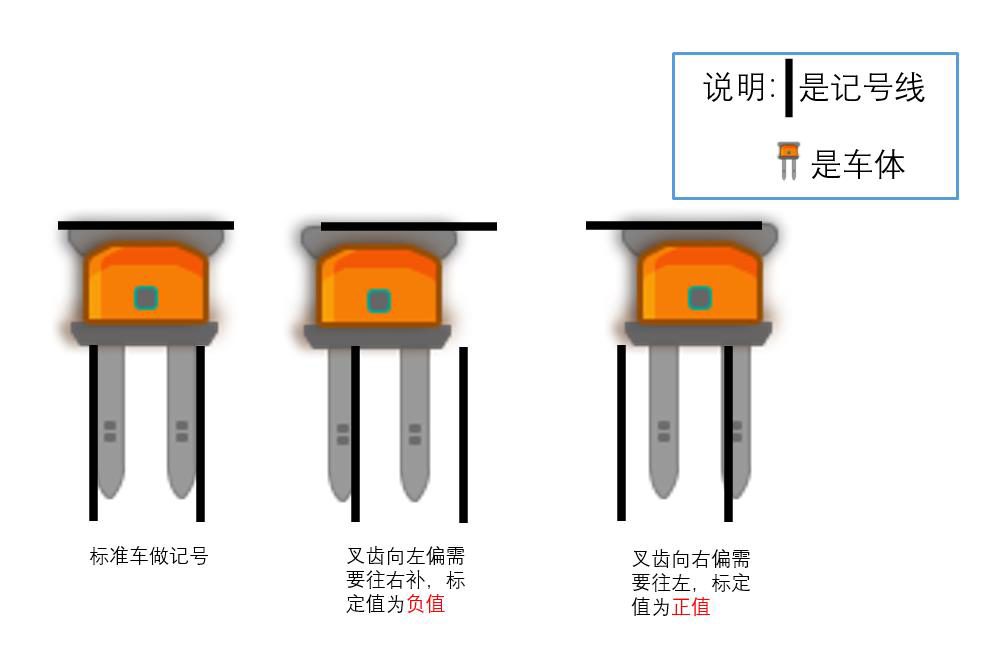 说明:是记号线
是车体
标准车做记号
叉齿向左偏需
要往右补，标
定值为负值
叉齿向右偏需
要往左，标定
值为正值